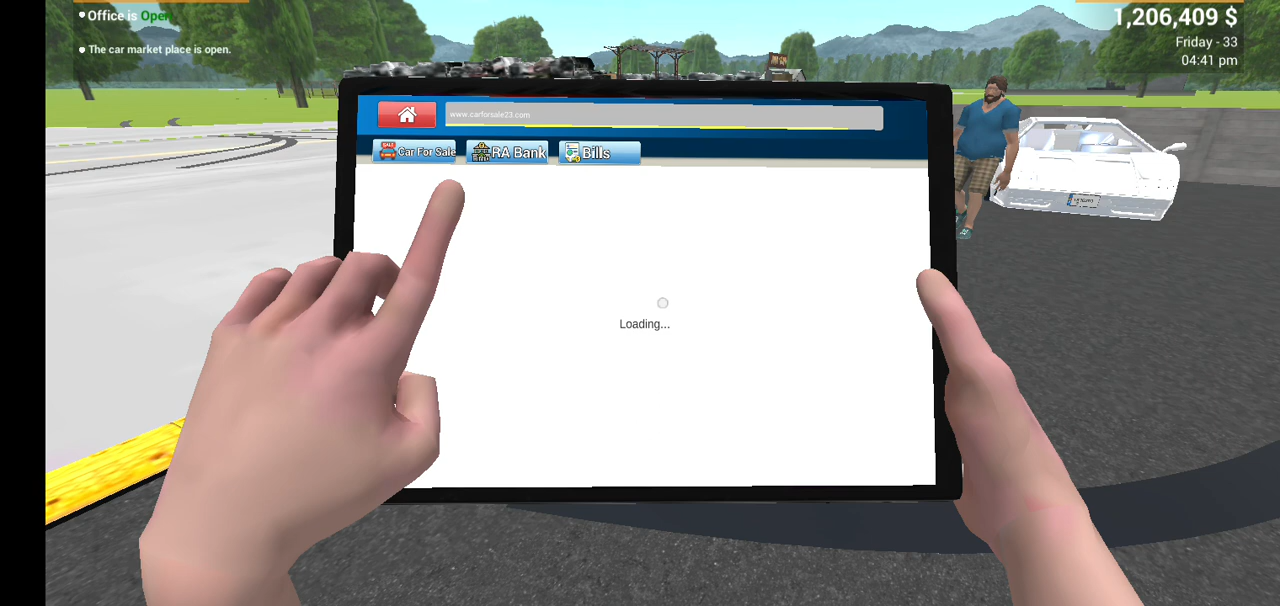 Office is Open
The car market place is open.
1,206,409 $
Friday - 33
04:41 pm
www.carforsale23.com
SALE
Car For Sale
RA Bank
Bills
Loading...